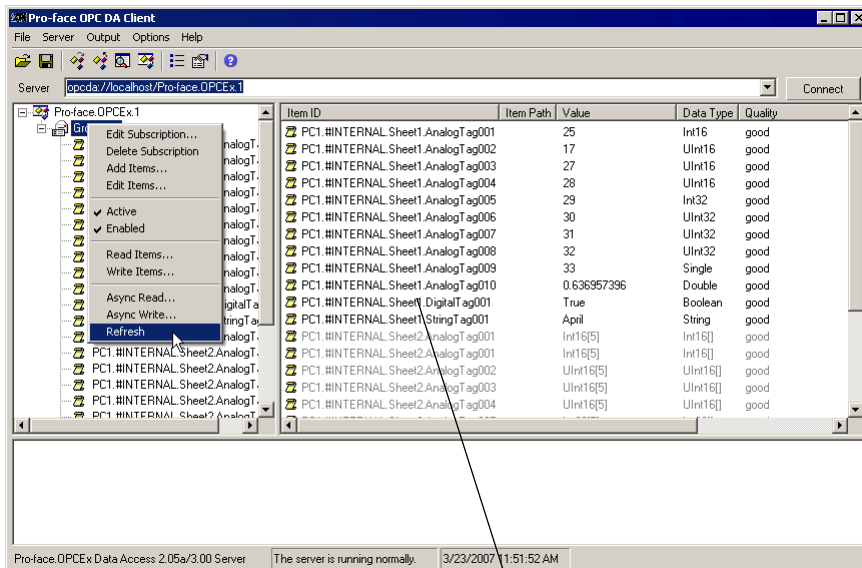 Pro-face OPC DA Client
File Server Output Options Help
Server opcda://localhost/Pro-face.OPCEx.1 Connect
Pro-face.OPCEx.1
Edit Subscription...
Delete Subscription
Add Items...
Edit Items...
Active
Enabled
Read Items...
Write Items...
Async Read...
Async Write...
Refresh
PC1.#INTERNAL.Sheet2.AnalogT
PC1.#INTERNAL.Sheet2.AnalogT
PC1.#INTERNAL.Sheet2.AnalogT
PC1.#INTERNAL.Sheet2.AnalogT
PC1.#INTERNAL.Sheet2.AnalogT
Item ID Item Path Value Data Type Quality
PC1.#INTERNAL.Sheet1.AnalogTag001 25 Int16 good
PC1.#INTERNAL.Sheet1.AnalogTag002 17 UInt16 good
PC1.#INTERNAL.Sheet1.AnalogTag003 27 UInt16 good
PC1.#INTERNAL.Sheet1.AnalogTag004 28 UInt16 good
PC1.#INTERNAL.Sheet1.AnalogTag005 29 Int32 good
PC1.#INTERNAL.Sheet1.AnalogTag006 30 UInt32 good
PC1.#INTERNAL.Sheet1.AnalogTag007 31 UInt32 good
PC1.#INTERNAL.Sheet1.AnalogTag008 32 UInt32 good
PC1.#INTERNAL.Sheet1.AnalogTag009 33 Single good
PC1.#INTERNAL.Sheet1.AnalogTag010 0.636957396 Double good
PC1.#INTERNAL.Sheet1.DigitalTag001 True Boolean good
PC1.#INTERNAL.Sheet1.StringTag001 April String good
PC1.#INTERNAL.Sheet2.AnalogTag001 Int16[5] Int16[] good
PC1.#INTERNAL.Sheet2.AnalogTag001 Int16[5] Int16[] good
PC1.#INTERNAL.Sheet2.AnalogTag002 UInt16[5] UInt16[] good
PC1.#INTERNAL.Sheet2.AnalogTag003 UInt16[5] UInt16[] good
PC1.#INTERNAL.Sheet2.AnalogTag004 UInt16[5] UInt16[] good
Pro-face.OPCEx Data Access 2.05a/3.00 Server The server is running normally. 3/23/2007 11:51:52 AM